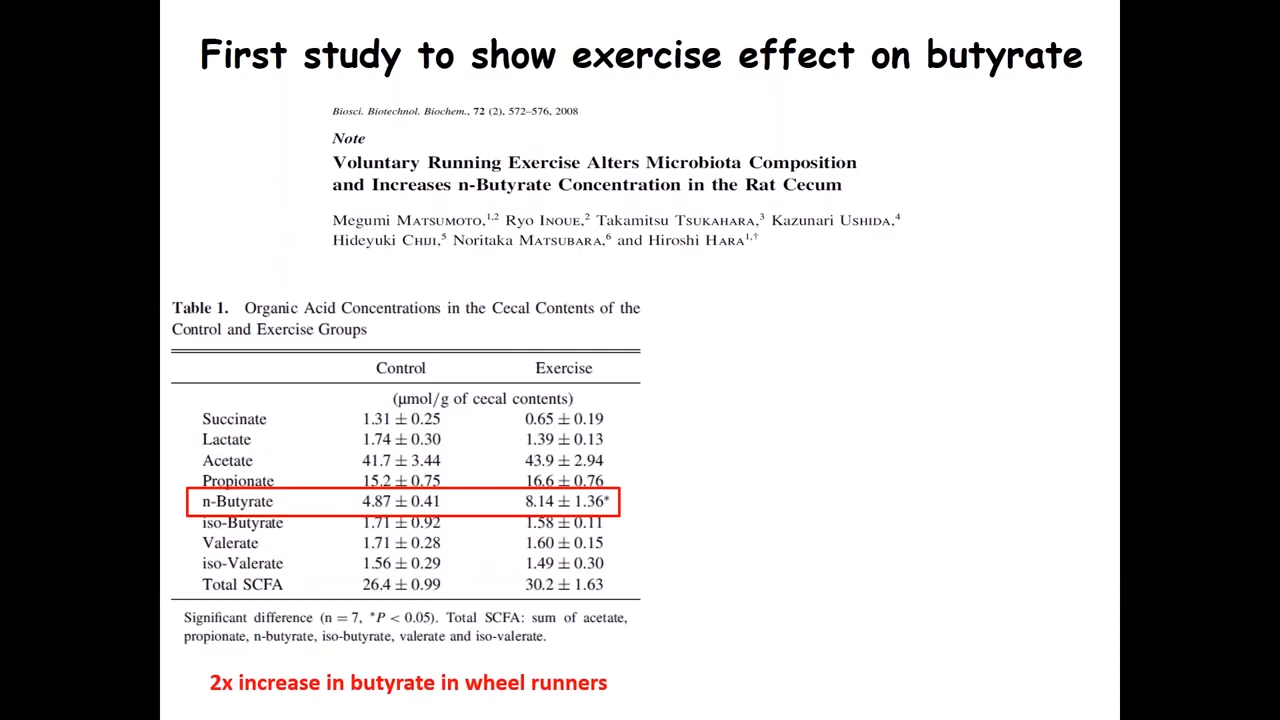 First study to show exercise effect on butyrate
Biosci. Biotechnol. Biochem., 72 (2), 572–576, 2008
Note
Voluntary Running Exercise Alters Microbiota Composition
and Increases n-Butyrate Concentration in the Rat Cecum
Megumi MATSUMOTO,1,2 Ryo INOUE,2 Takamitsu TSUKAHARA,3 Kazunari USHIDA,4
Hideyuki CHIJI,5 Noritaka MATSUBARA,6 and Hiroshi HARA1,†
Table 1. Organic Acid Concentrations in the Cecal Contents of the
Control and Exercise Groups
Control Exercise
(μmol/g of cecal contents)
Succinate 1.31 ± 0.25 0.65 ± 0.19
Lactate 1.74 ± 0.30 1.39 ± 0.13
Acetate 41.7 ± 3.44 43.9 ± 2.94
Propionate 15.2 ± 0.75 16.6 ± 0.76
n-Butyrate 4.87 ± 0.41 8.14 ± 1.36*
iso-Butyrate 1.71 ± 0.92 1.58 ± 0.11
Valerate 1.71 ± 0.28 1.60 ± 0.15
iso-Valerate 1.56 ± 0.29 1.49 ± 0.30
Total SCFA 26.4 ± 0.99 30.2 ± 1.63
Significant difference (n = 7, *P < 0.05). Total SCFA: sum of acetate,
propionate, n-butyrate, iso-butyrate, valerate and iso-valerate.
2x increase in butyrate in wheel runners